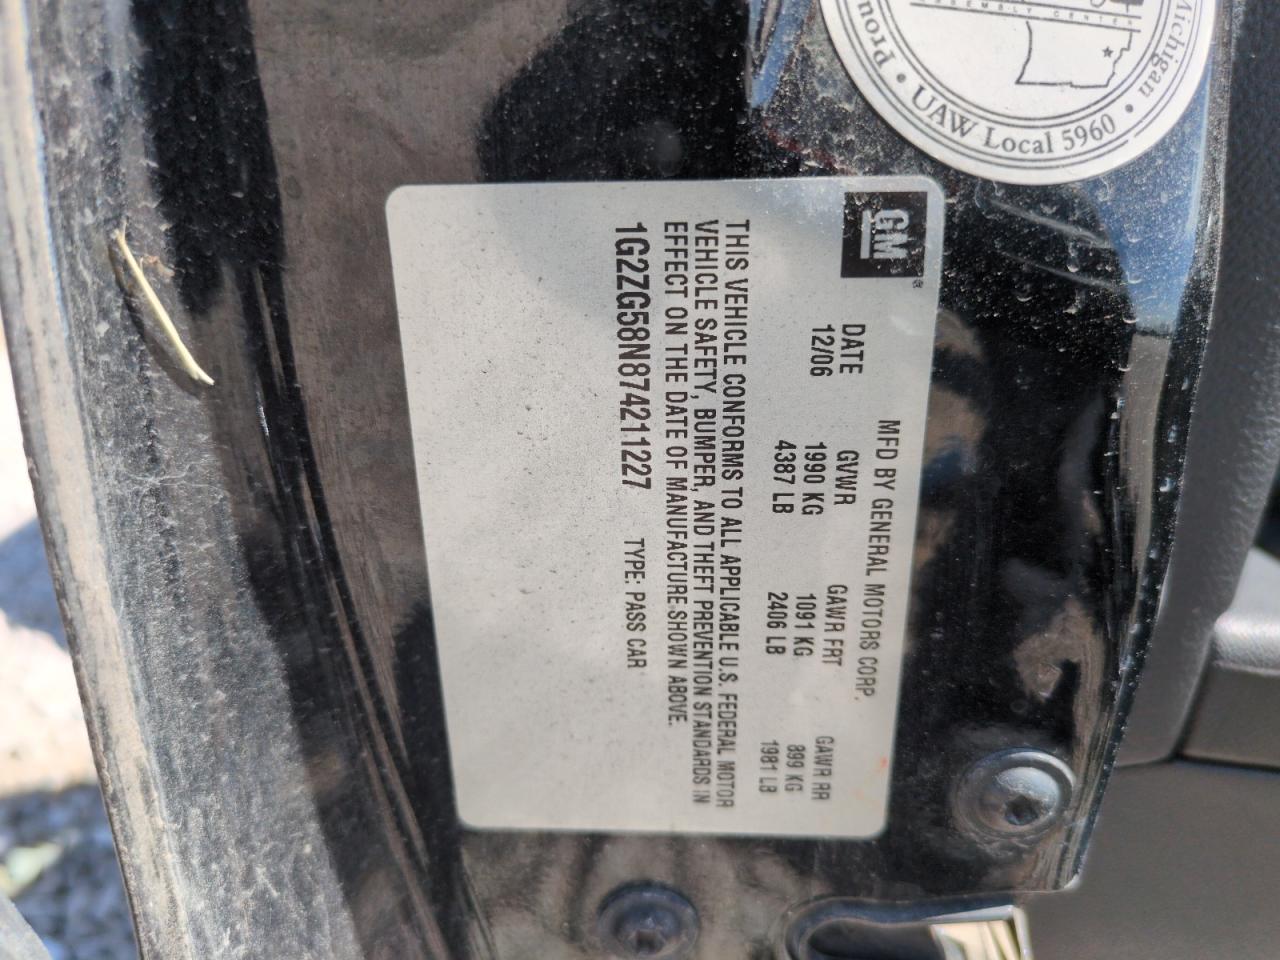 GM
MFD BY GENERAL MOTORS CORP.
DATE GVWR GAWR FRT GAWR RR
12/06 1990 KG 1091 KG 899 KG
4387 LB 2406 LB 1981 LB
THIS VEHICLE CONFORMS TO ALL APPLICABLE U.S. FEDERAL MOTOR
VEHICLE SAFETY, BUMPER, AND THEFT PREVENTION STANDARDS IN
EFFECT ON THE DATE OF MANUFACTURE SHOWN ABOVE.
1G2ZG58N874211227 TYPE: PASS CAR
ASSEMBLY CENTER
Michigan • UAW Local 5960 •